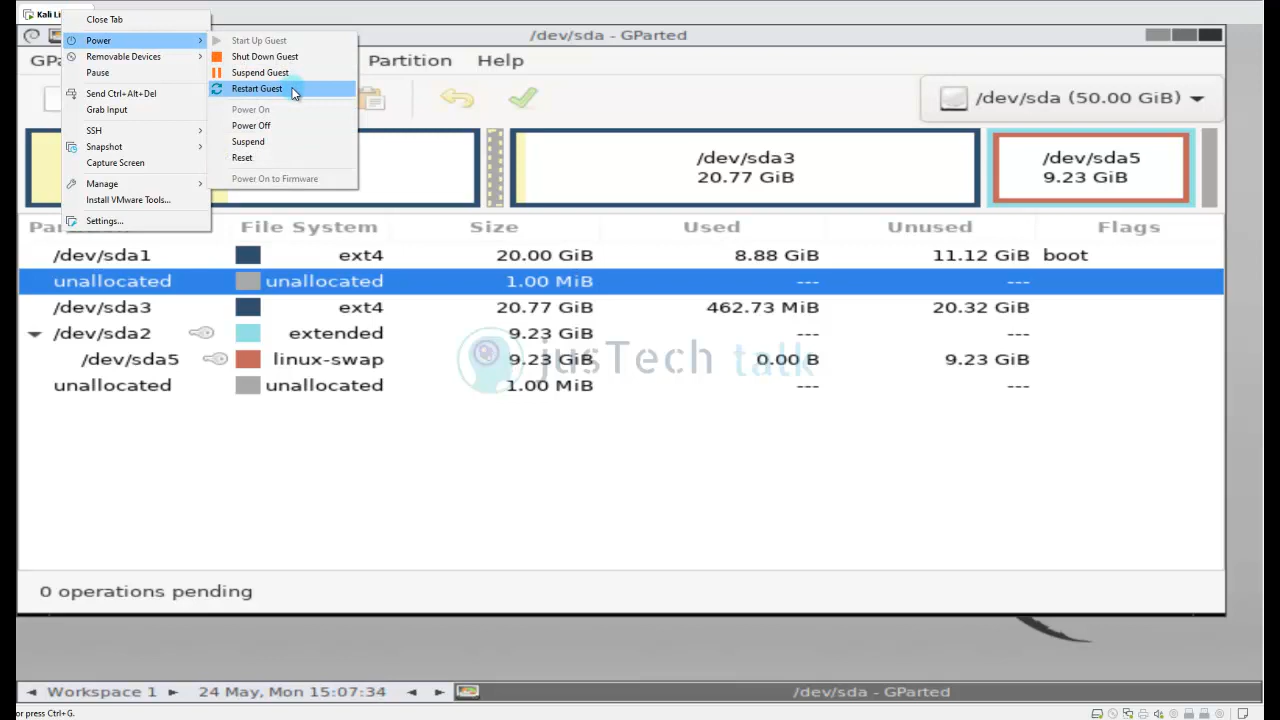 Kali Li
Close Tab
Power
Removable Devices
Pause
Send Ctrl+Alt+Del
Grab Input
SSH
Snapshot
Capture Screen
Manage
Install VMware Tools...
Settings...
Start Up Guest
Shut Down Guest
Suspend Guest
Restart Guest
Power On
Power Off
Suspend
Reset
Power On to Firmware
/dev/sda - GParted
Partition Help
/dev/sda (50.00 GiB)
/dev/sda3
20.77 GiB
/dev/sda5
9.23 GiB
File System Size Used Unused Flags
/dev/sda1 ext4 20.00 GiB 8.88 GiB 11.12 GiB boot
unallocated unallocated 1.00 MiB --- ---
/dev/sda3 ext4 20.77 GiB 462.73 MiB 20.32 GiB
/dev/sda2 extended 9.23 GiB --- ---
/dev/sda5 linux-swap 9.23 GiB 0.00 B 9.23 GiB
unallocated unallocated 1.00 MiB --- ---
jusTech talk
0 operations pending
Workspace 1 24 May, Mon 15:07:34 /dev/sda - GParted
or press Ctrl+G.